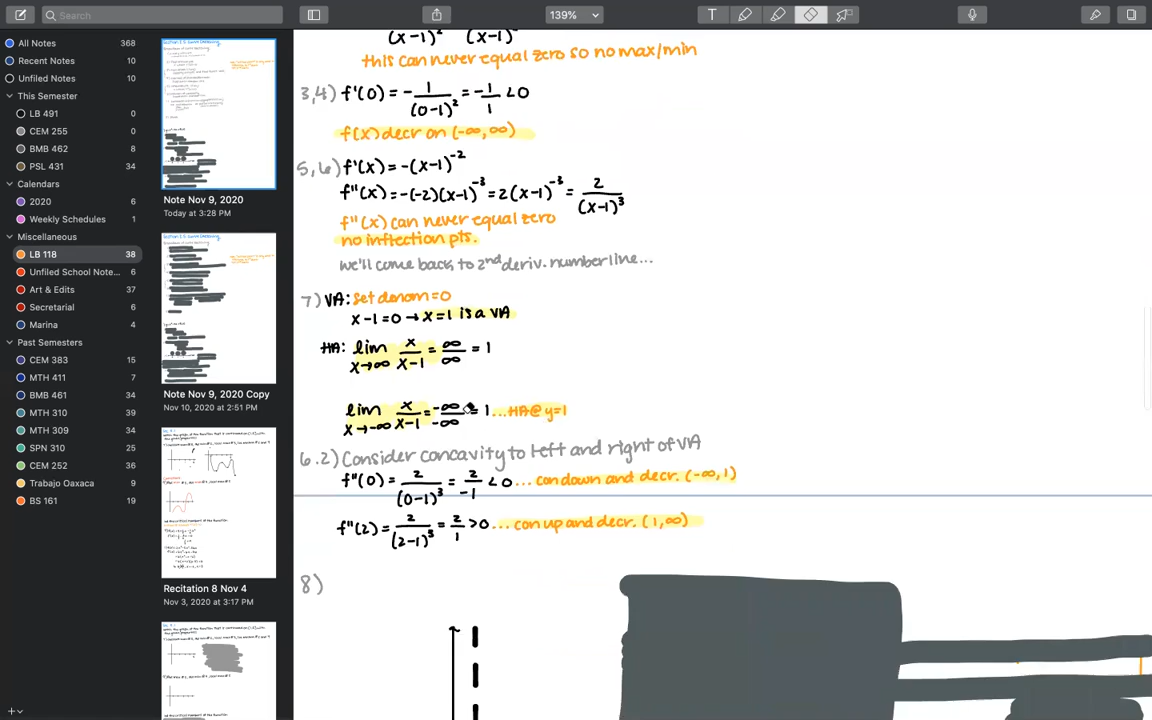 Search
139%
T
All Notes 368
Recent Notes 10
Unfiled Notes 10
This Semester
LB 491 0
CEM 255 0
BMB 462 8
PSL 431 34
Calendars
2020 6
Weekly Schedules 1
Miscellaneous
LB 118 38
Unfiled School Note... 6
Art & Edits 37
Secretarial 6
Marina 4
Past Semesters
CEM 383 15
MTH 411 7
BMB 461 34
MTH 310 39
MTH 309 34
SPN 310 25
CEM 252 36
Trabajo Oaxaca 9
BS 161 19
Note Nov 9, 2020
Today at 3:28 PM
Note Nov 9, 2020 Copy
Nov 10, 2020 at 2:51 PM
Recitation 8 Nov 4
Nov 3, 2020 at 3:17 PM
(x-1)² (x-1)²
this can never equal zero so no max/min
3,4) f'(0) = - 1/(0-1)² = -1/1 < 0
f(x) decr on (-∞,∞)
5,6) f'(x) = -(x-1)⁻²
f"(x) = -(-2)(x-1)⁻³ = 2(x-1)⁻³ = 2/(x-1)³
f"(x) can never equal zero
no inflection pts.
we'll come back to 2nd deriv. number line...
7) VA: Set denom = 0
x-1=0 → x=1 is a VA
HA: lim x→∞ x/x-1 = ∞/∞ = 1
lim x→-∞ x/x-1 = -∞/-∞ = 1 ...HA@ y=1
6.2) Consider concavity to left and right of VA
f"(0) = 2/(0-1)³ = 2/-1 < 0 ... con down and decr. (-∞,1)
f"(2) = 2/(2-1)³ = 2/1 > 0 ... con up and decr. (1,∞)
8)